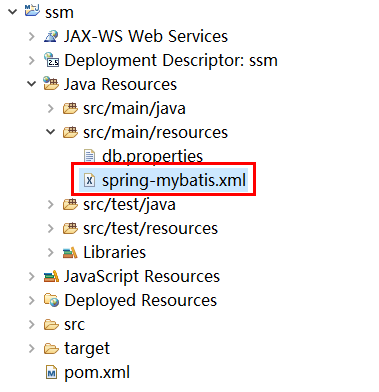 ssm
JAX-WS Web Services
Deployment Descriptor: ssm
Java Resources
src/main/java
src/main/resources
db.properties
spring-mybatis.xml
src/test/java
src/test/resources
Libraries
JavaScript Resources
Deployed Resources
src
target
pom.xml